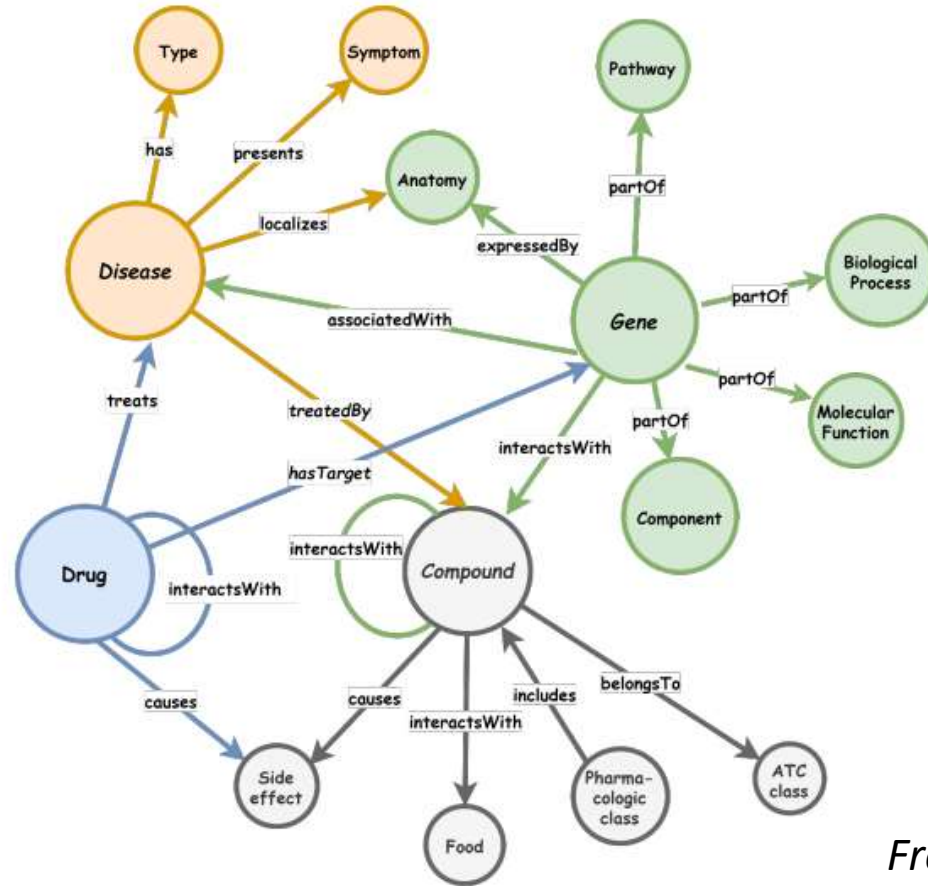 Type
Symptom
Pathway
has
presents
Anatomy
partOf
localizes
expressedBy
Biological
Process
Disease
partOf
Gene
associatedWith
partOf
Molecular
Function
treats
treatedBy
partOf
interactsWith
hasTarget
Component
interactsWith
Drug
Compound
interactsWith
belongsTo
causes
causes
includes
interactsWith
Side
effect
Pharma-
cologic
class
ATC
class
Food